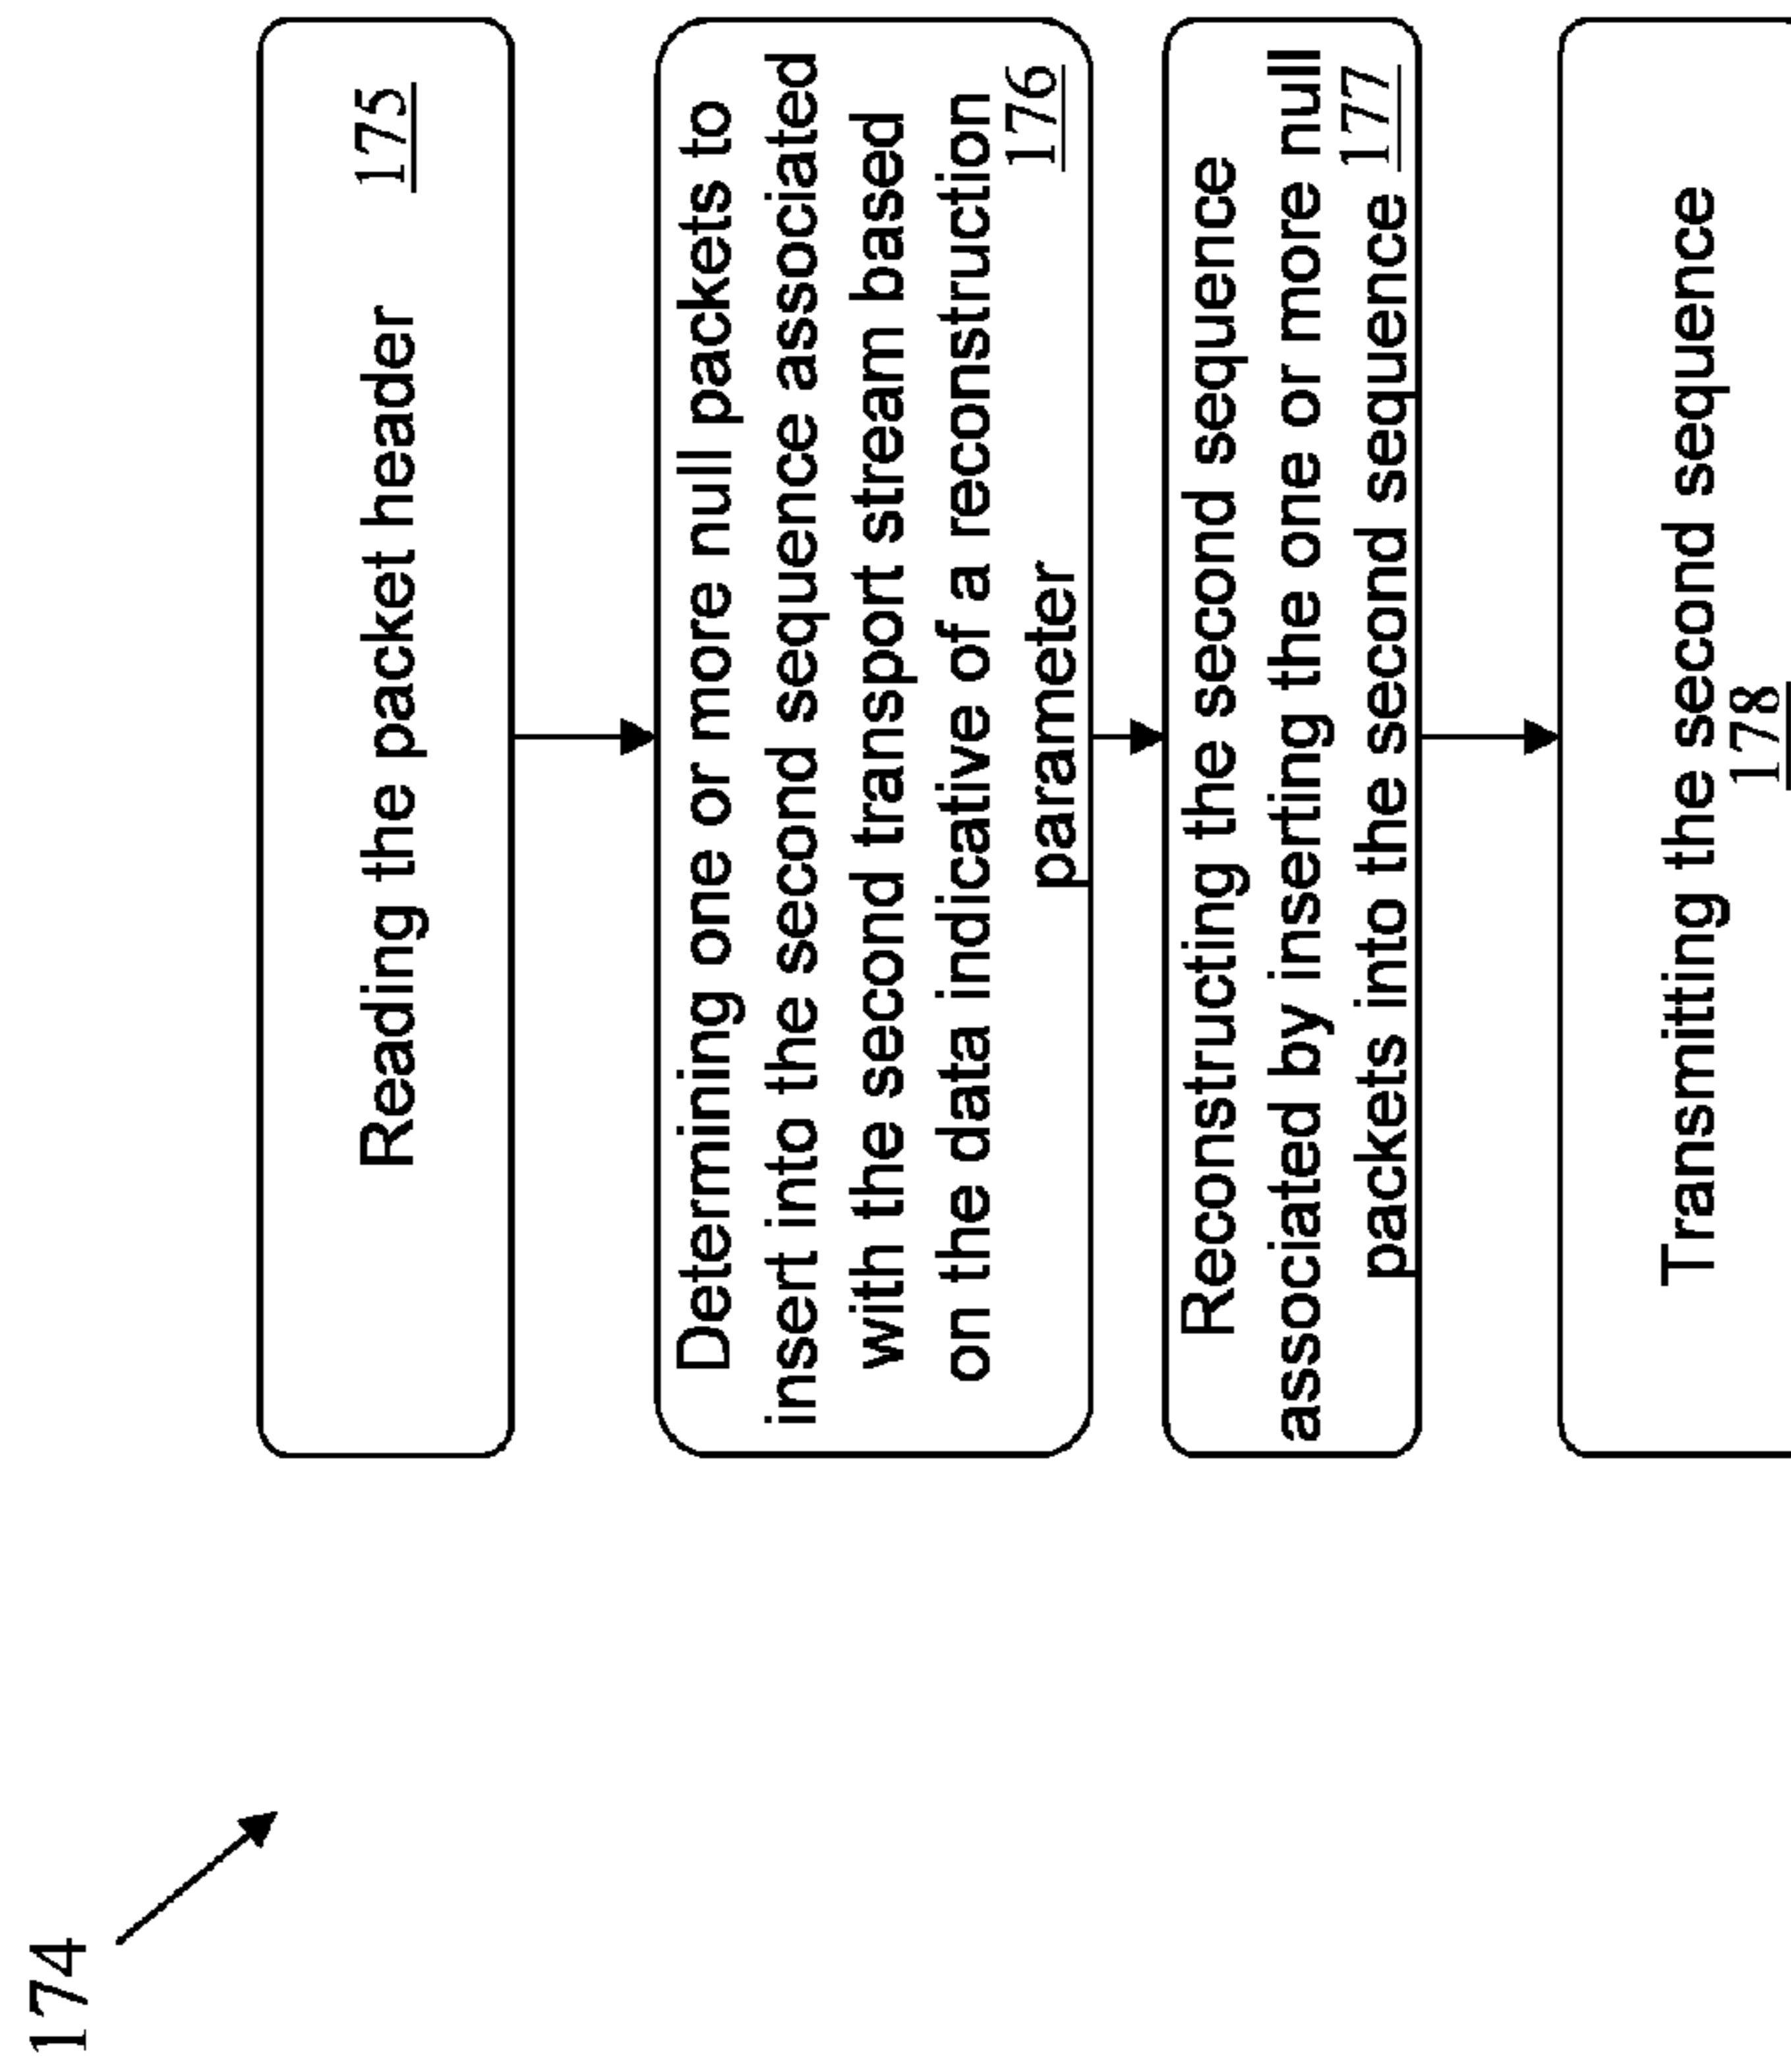 174
Reading the packet header 175
Determining one or more null packets to
insert into the second sequence associated
with the second transport stream based
on the data indicative of a reconstruction
parameter 176
Reconstructing the second sequence
associated by inserting the one or more null
packets into the second sequence 177
Transmitting the second sequence
178